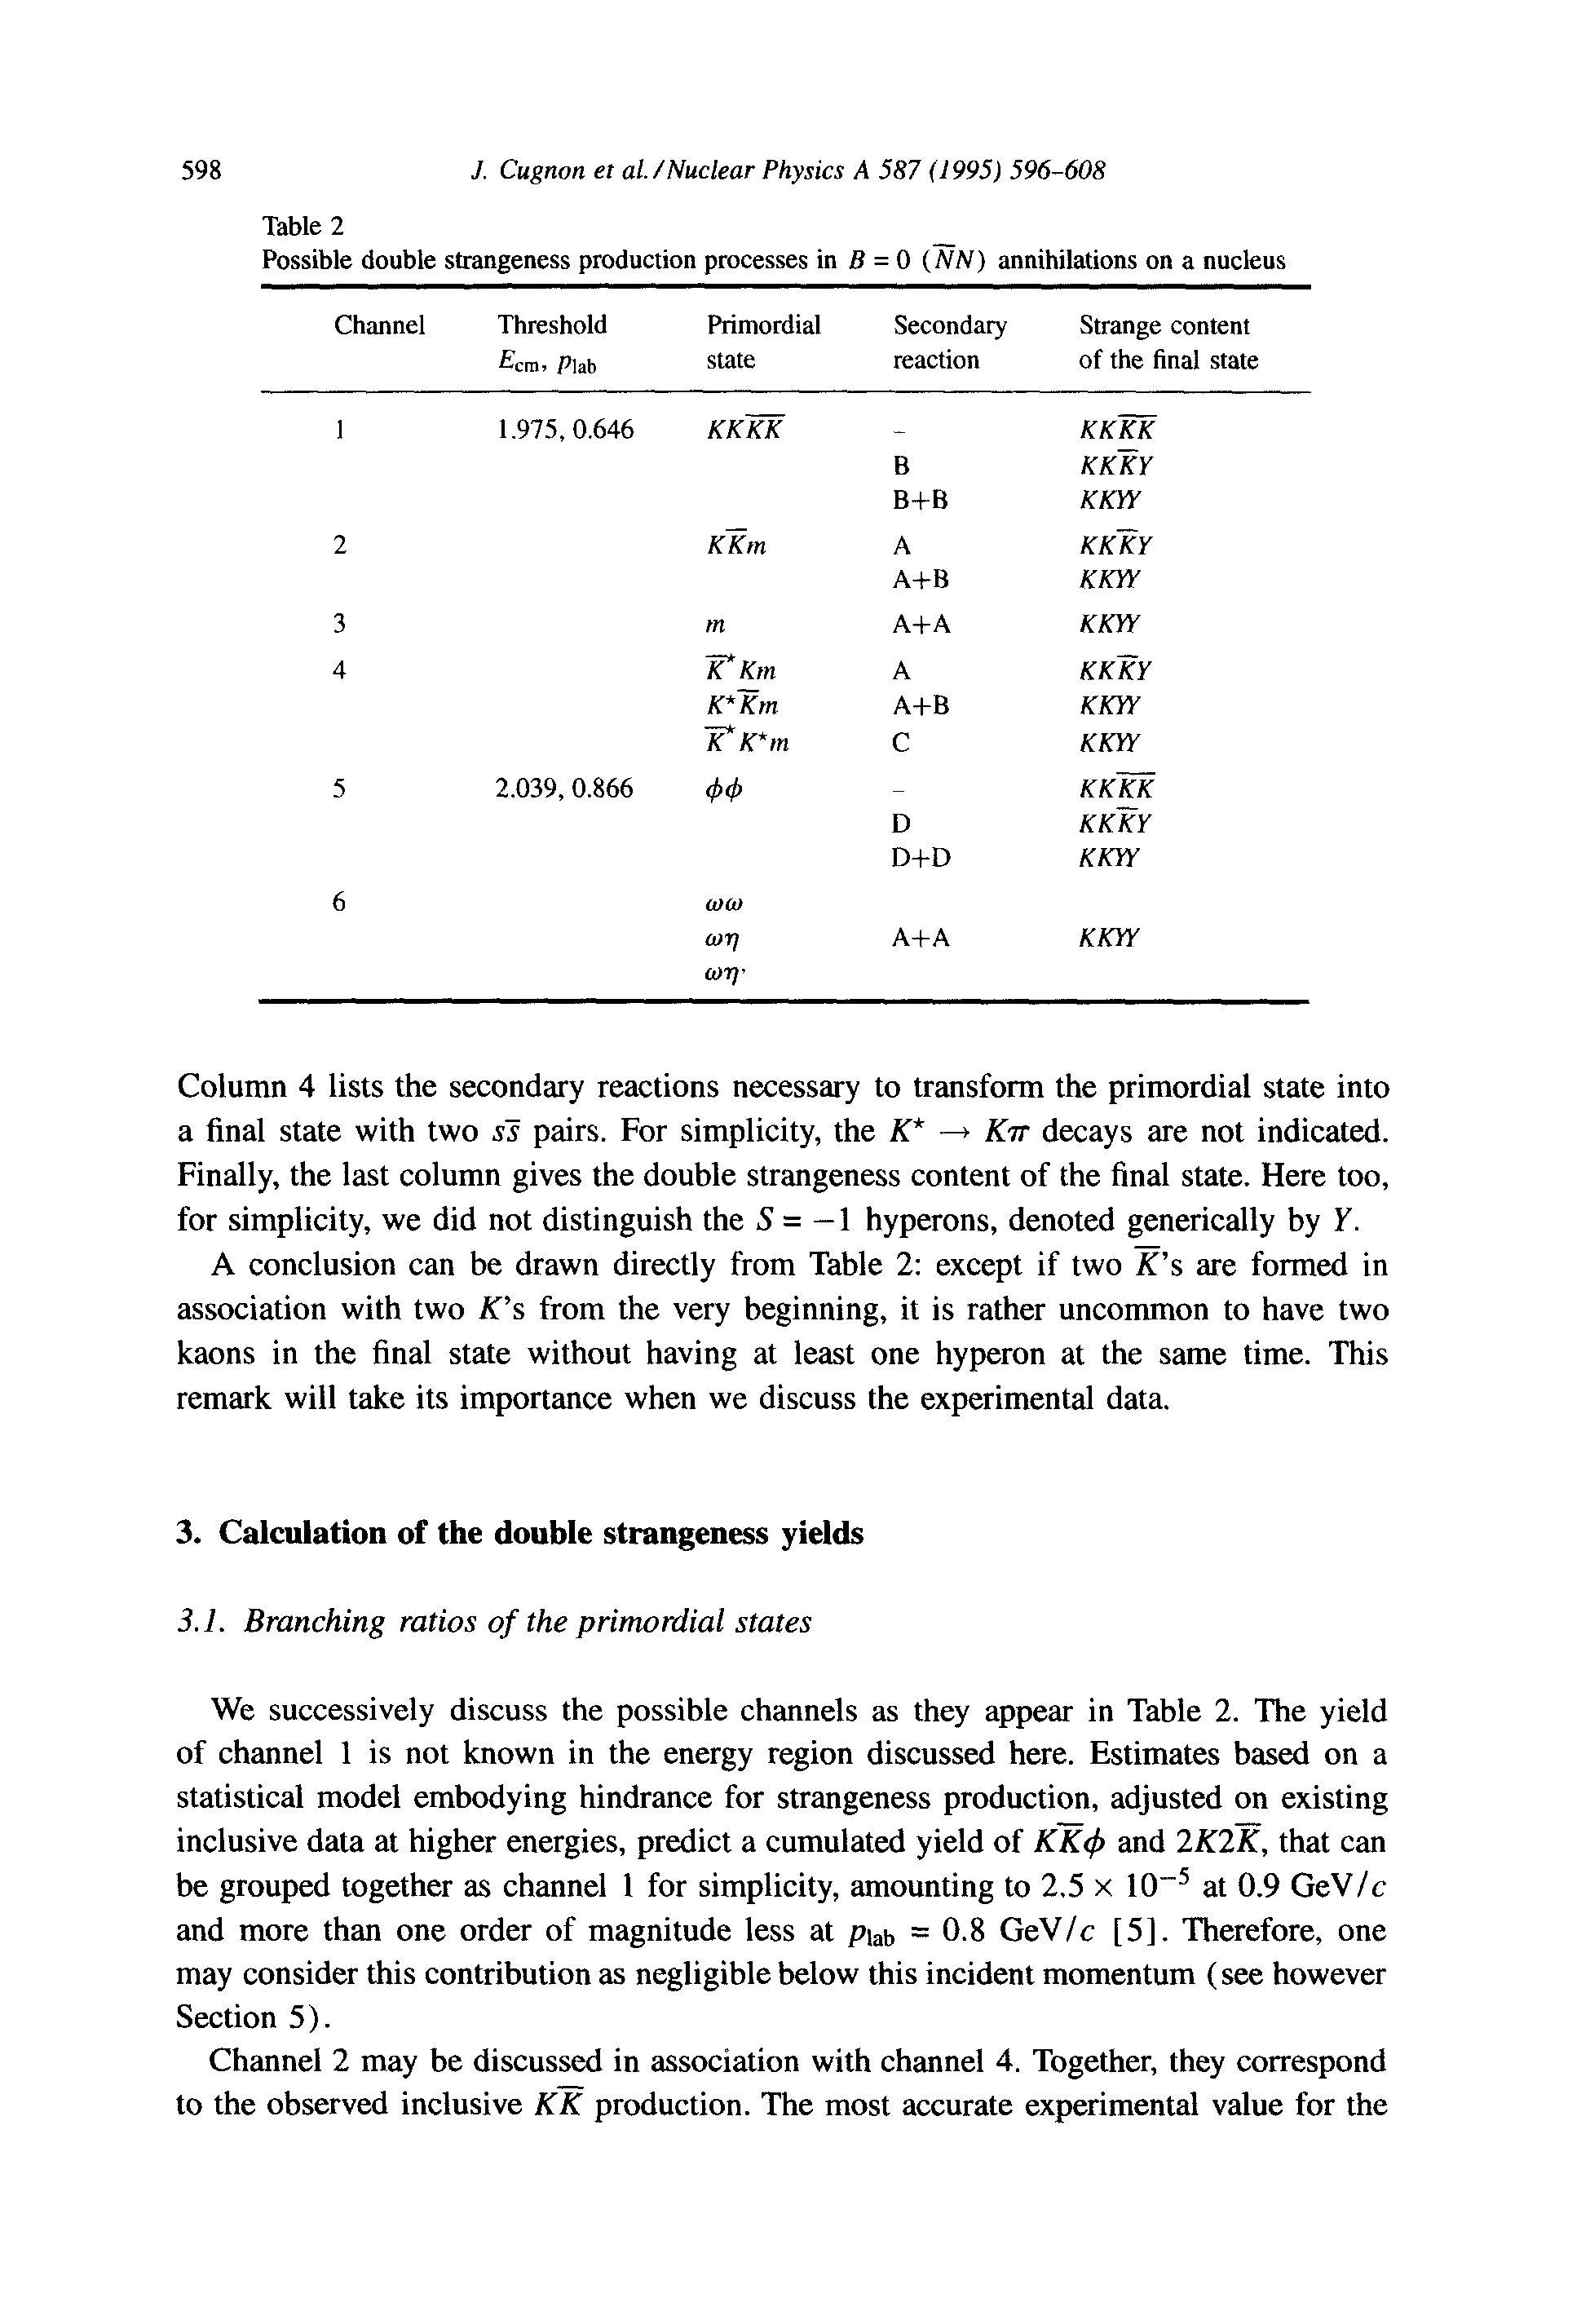 598 J. Cugnon et al. / Nuclear Physics A 587 (1995) 596-608
Table 2
Possible double strangeness production processes in B = 0 (N̅N) annihilations on a nucleus
Channel Threshold Primordial Secondary Strange content
Ecm, plab state reaction of the final state
1 1.975, 0.646 KKK̅K̅ – KKK̅K̅
B KKK̅Y
B+B KKYY
2 KK̅m A KKK̅Y
A+B KKYY
3 m A+A KKYY
4 K̅*Km A KKK̅Y
K*K̅m A+B KKYY
K̅*K*m C KKYY
5 2.039, 0.866 ϕϕ – KKK̅K̅
D KKK̅Y
D+D KKYY
6 ωω
ωη A+A KKYY
ωη'
Column 4 lists the secondary reactions necessary to transform the primordial state into
a final state with two ss̅ pairs. For simplicity, the K* → Kπ decays are not indicated.
Finally, the last column gives the double strangeness content of the final state. Here too,
for simplicity, we did not distinguish the S = −1 hyperons, denoted generically by Y.
A conclusion can be drawn directly from Table 2: except if two K̅'s are formed in
association with two K's from the very beginning, it is rather uncommon to have two
kaons in the final state without having at least one hyperon at the same time. This
remark will take its importance when we discuss the experimental data.
3. Calculation of the double strangeness yields
3.1. Branching ratios of the primordial states
We successively discuss the possible channels as they appear in Table 2. The yield
of channel 1 is not known in the energy region discussed here. Estimates based on a
statistical model embodying hindrance for strangeness production, adjusted on existing
inclusive data at higher energies, predict a cumulated yield of KK̅ϕ and 2K2K̅, that can
be grouped together as channel 1 for simplicity, amounting to 2.5 x 10⁻⁵ at 0.9 GeV/c
and more than one order of magnitude less at plab = 0.8 GeV/c [5]. Therefore, one
may consider this contribution as negligible below this incident momentum (see however
Section 5).
Channel 2 may be discussed in association with channel 4. Together, they correspond
to the observed inclusive KK̅ production. The most accurate experimental value for the